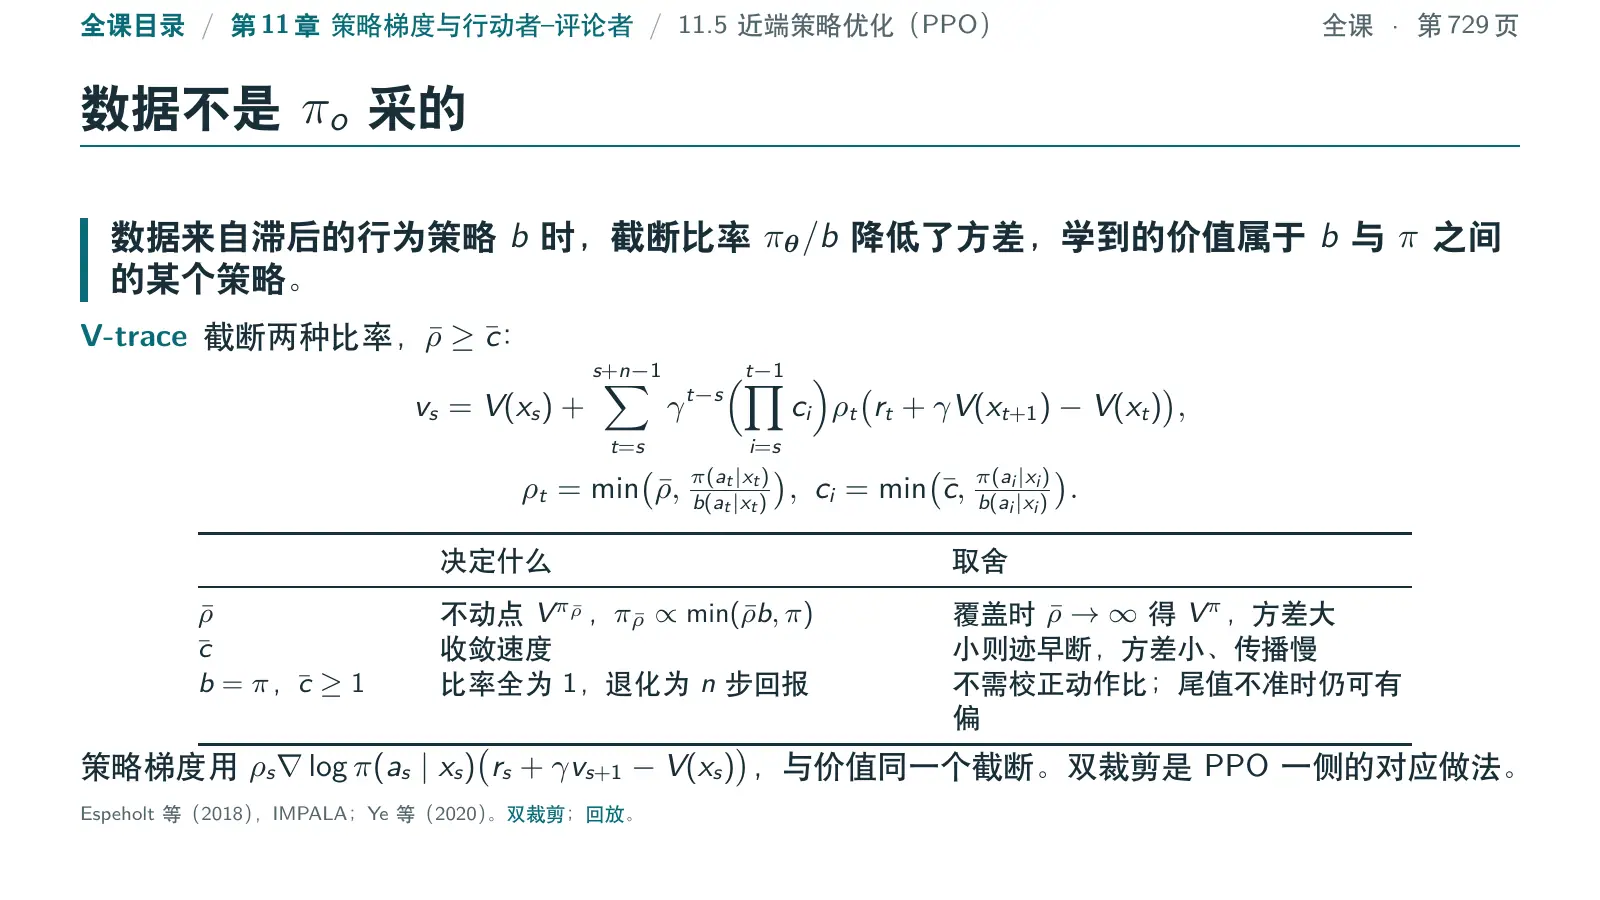 全课目录 / 第 11 章 策略梯度与行动者–评论者 / 11.5 近端策略优化（PPO） 全课 · 第 729 页
数据不是 π_o 采的
数据来自滞后的行为策略 b 时，截断比率 π_θ/b 降低了方差，学到的价值属于 b 与 π 之间
的某个策略。
V-trace 截断两种比率，ρ̄ ≥ c̄：
v_s = V(x_s) + ∑_{t=s}^{s+n−1} γ^{t−s} (∏_{i=s}^{t−1} c_i) ρ_t (r_t + γV(x_{t+1}) − V(x_t)),
ρ_t = min(ρ̄, π(a_t|x_t)/b(a_t|x_t)), c_i = min(c̄, π(a_i|x_i)/b(a_i|x_i)).
决定什么 取舍
ρ̄ 不动点 V^{π_ρ̄}，π_ρ̄ ∝ min(ρ̄b, π) 覆盖时 ρ̄ → ∞ 得 V^π，方差大
c̄ 收敛速度 小则迹早断，方差小、传播慢
b = π，c̄ ≥ 1 比率全为 1，退化为 n 步回报 不需校正动作比；尾值不准时仍可有
偏
策略梯度用 ρ_s∇ log π(a_s | x_s)(r_s + γv_{s+1} − V(x_s))，与价值同一个截断。双裁剪是 PPO 一侧的对应做法。
Espeholt 等（2018），IMPALA；Ye 等（2020）。双裁剪；回放。